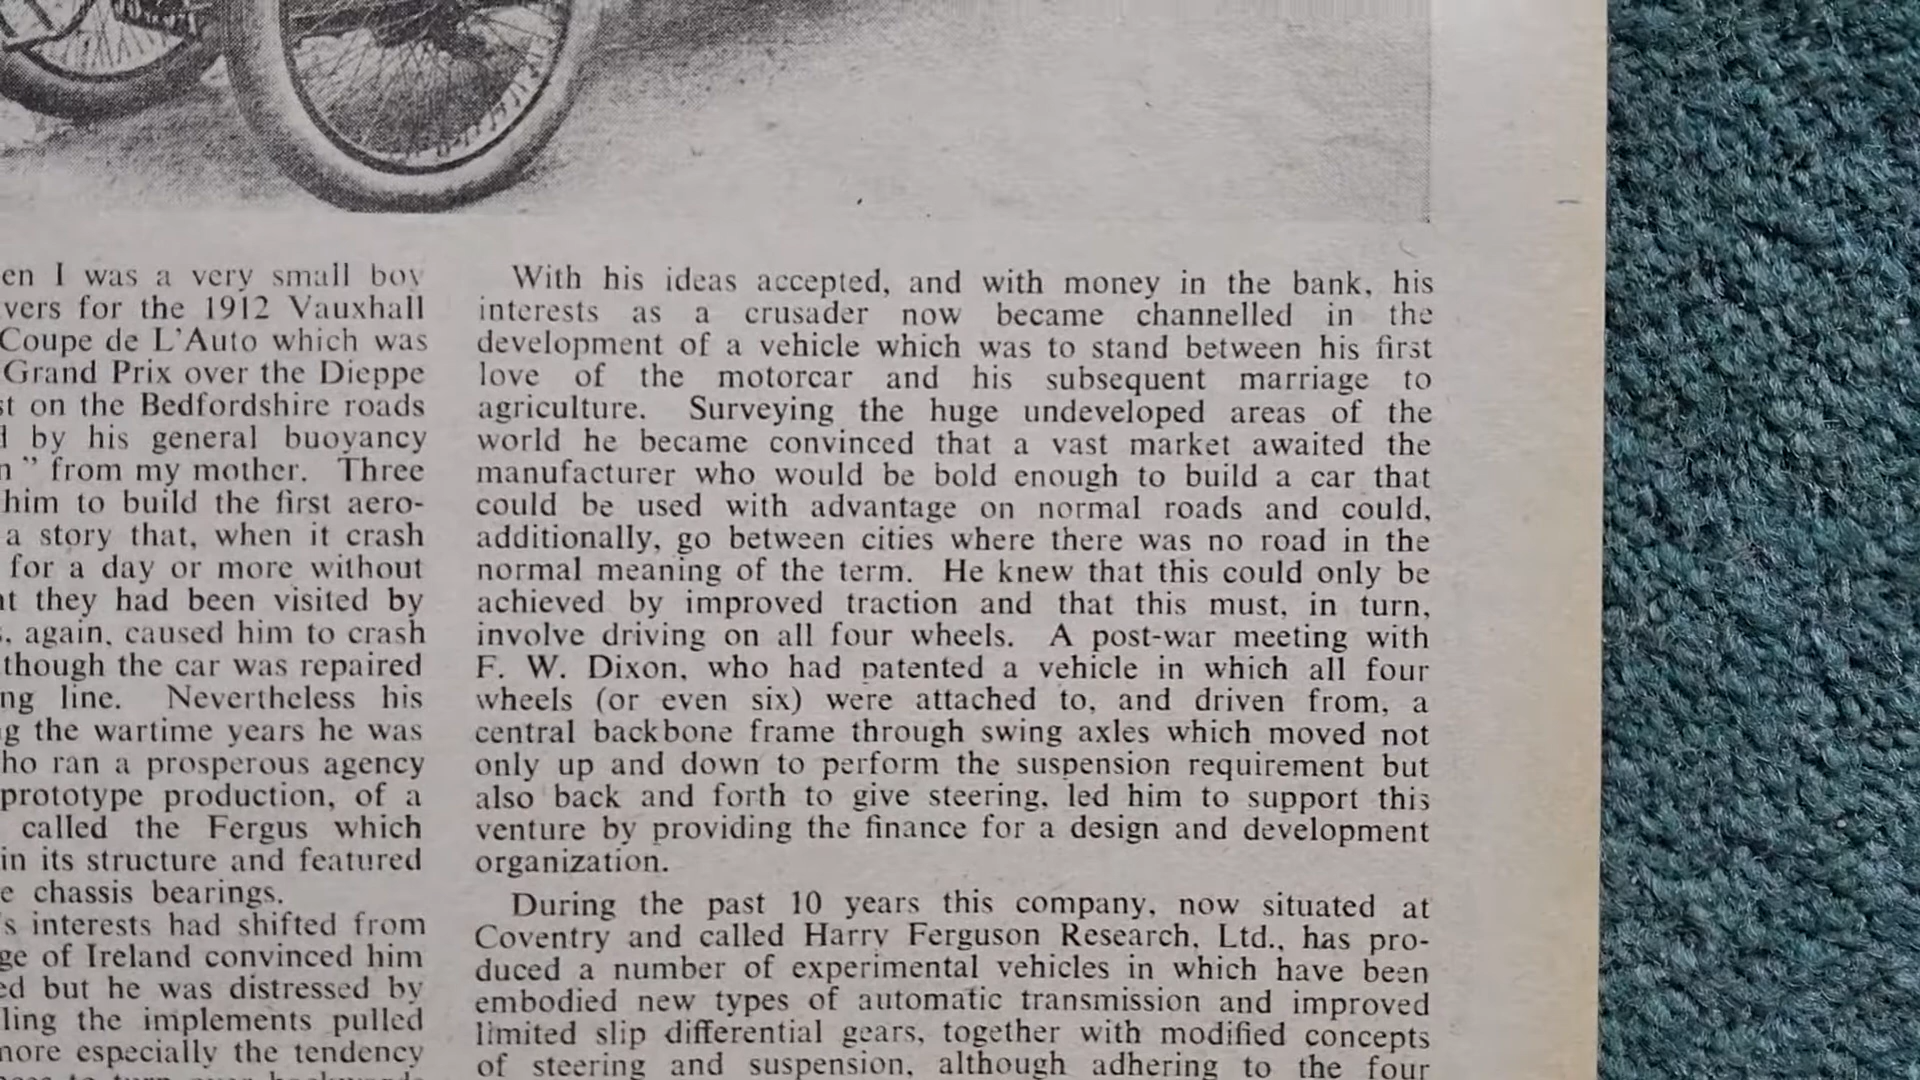 en I was a very small boy
vers for the 1912 Vauxhall
Coupe de L'Auto which was
Grand Prix over the Dieppe
st on the Bedfordshire roads
d by his general buoyancy
n ” from my mother. Three
him to build the first aero-
a story that, when it crash
for a day or more without
at they had been visited by
s, again, caused him to crash
though the car was repaired
ng line. Nevertheless his
g the wartime years he was
ho ran a prosperous agency
prototype production, of a
called the Fergus which
in its structure and featured
e chassis bearings.
's interests had shifted from
ge of Ireland convinced him
ed but he was distressed by
ling the implements pulled
more especially the tendency
to turn over backwards
With his ideas accepted, and with money in the bank, his
interests as a crusader now became channelled in the
development of a vehicle which was to stand between his first
love of the motorcar and his subsequent marriage to
agriculture. Surveying the huge undeveloped areas of the
world he became convinced that a vast market awaited the
manufacturer who would be bold enough to build a car that
could be used with advantage on normal roads and could,
additionally, go between cities where there was no road in the
normal meaning of the term. He knew that this could only be
achieved by improved traction and that this must, in turn,
involve driving on all four wheels. A post-war meeting with
F. W. Dixon, who had patented a vehicle in which all four
wheels (or even six) were attached to, and driven from, a
central backbone frame through swing axles which moved not
only up and down to perform the suspension requirement but
also back and forth to give steering, led him to support this
venture by providing the finance for a design and development
organization.
During the past 10 years this company, now situated at
Coventry and called Harry Ferguson Research, Ltd., has pro-
duced a number of experimental vehicles in which have been
embodied new types of automatic transmission and improved
limited slip differential gears, together with modified concepts
of steering and suspension, although adhering to the four